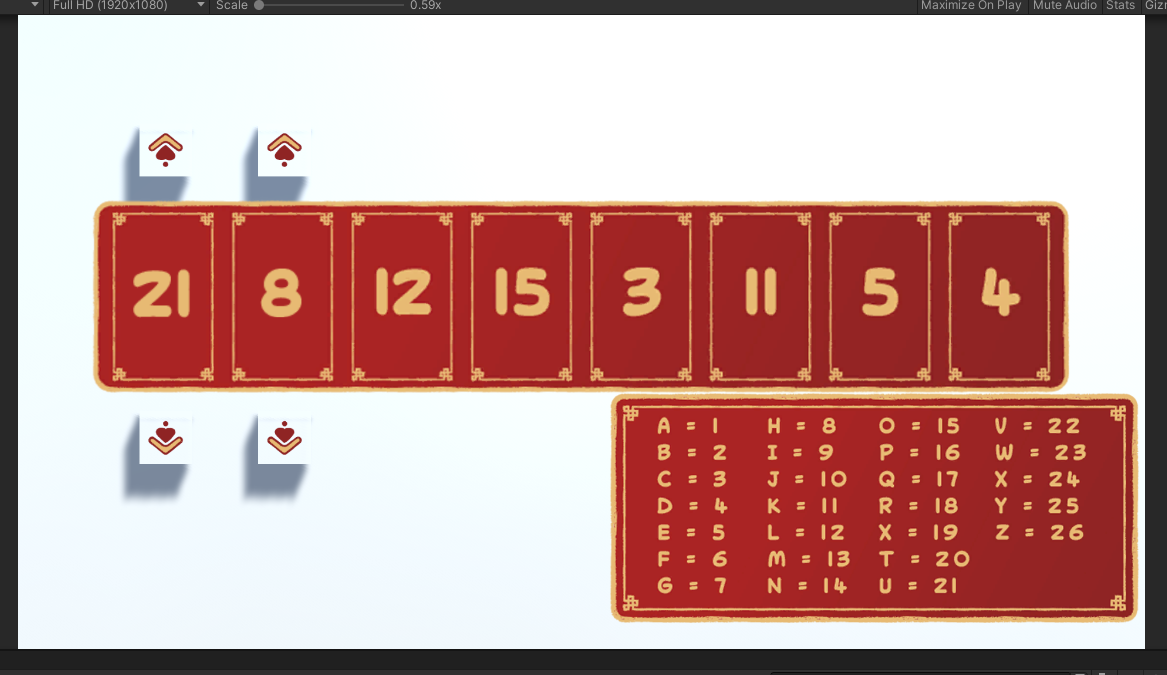 Full HD (1920x1080) Scale 0.59x Maximize On Play Mute Audio Stats
21 8 12 15 3 11 5 4
A = 1 H = 8 O = 15 V = 22
B = 2 I = 9 P = 16 W = 23
C = 3 J = 10 Q = 17 X = 24
D = 4 K = 11 R = 18 Y = 25
E = 5 L = 12 X = 19 Z = 26
F = 6 M = 13 T = 20
G = 7 N = 14 U = 21